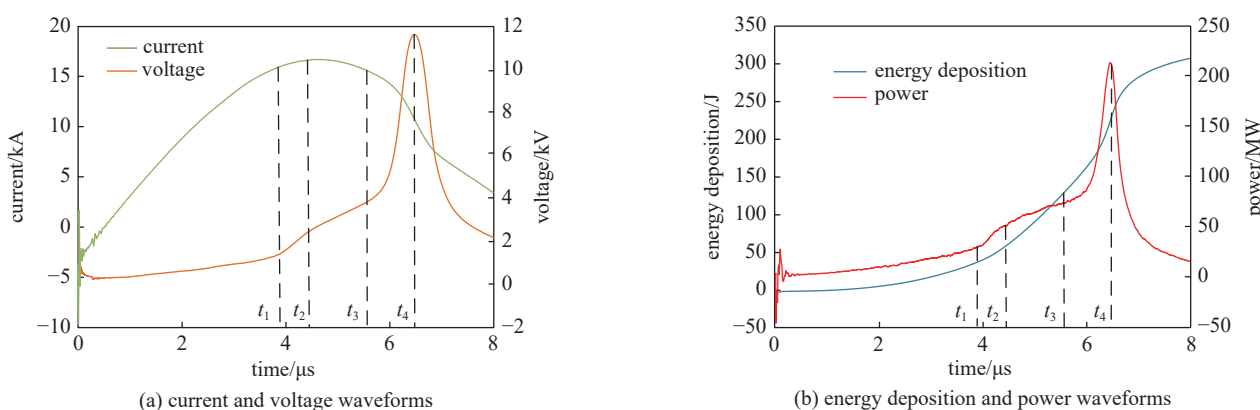 current
voltage
20
15
10
5
0
−5
−10
current/kA
12
10
8
6
4
2
0
−2
voltage/kV
t1
t2
t3
t4
0
2
4
6
8
time/μs
(a) current and voltage waveforms
energy deposition
power
350
300
250
200
150
100
50
0
−50
energy deposition/J
250
200
150
100
50
0
−50
power/MW
t1
t2
t3
t4
0
2
4
6
8
time/μs
(b) energy deposition and power waveforms